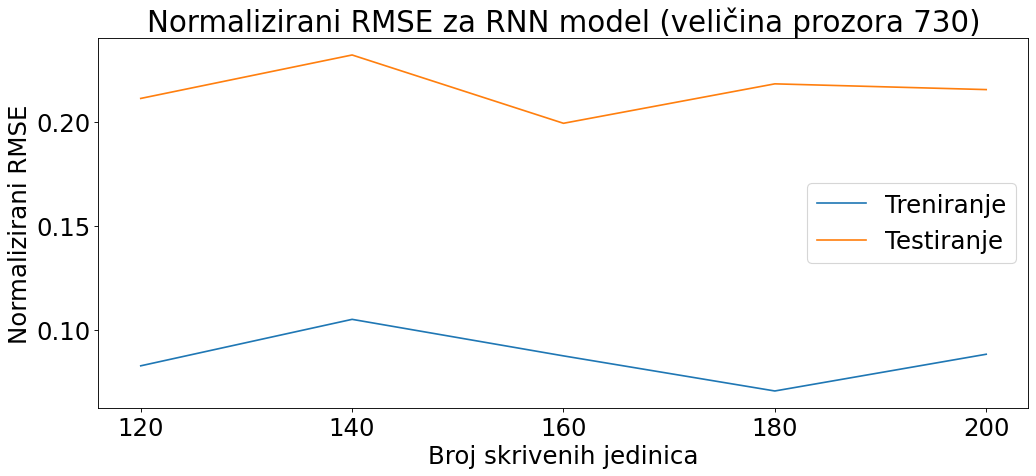 Normalizirani RMSE za RNN model (veličina prozora 730)
Normalizirani RMSE
0.20
0.15
0.10
Treniranje
Testiranje
120 140 160 180 200
Broj skrivenih jedinica